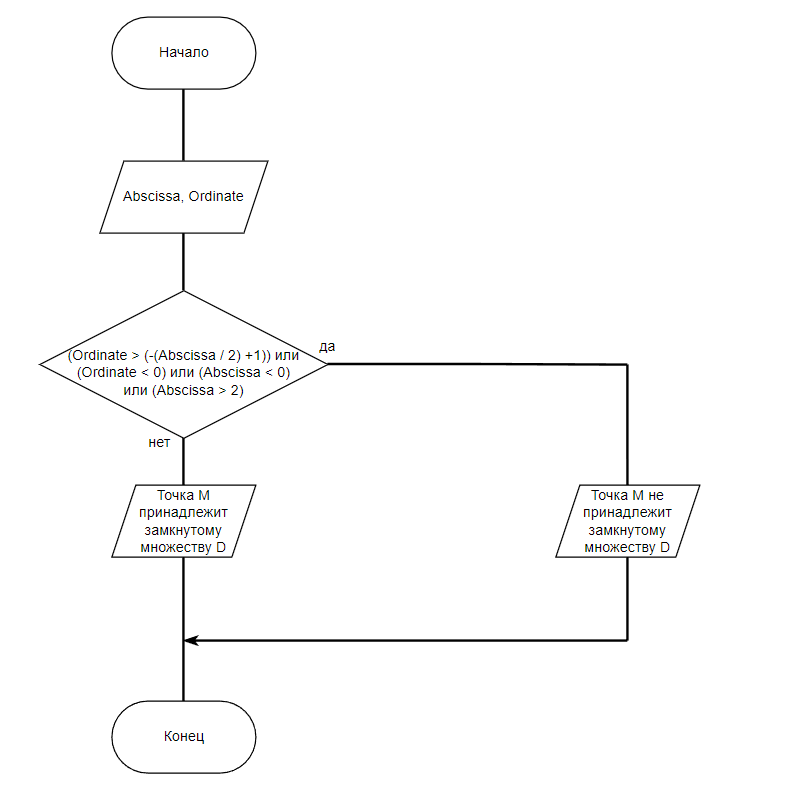 Начало
Abscissa, Ordinate
(Ordinate > (-(Abscissa / 2) +1)) или
(Ordinate < 0) или (Abscissa < 0)
или (Abscissa > 2)
да
нет
Точка М
принадлежит
замкнутому
множеству D
Точка М не
принадлежит
замкнутому
множеству D
Конец